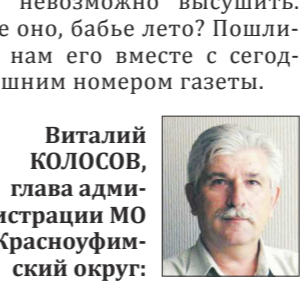 невозможно высушить.
е оно, бабье лето? Пошли-
нам его вместе с сегод-
шним номером газеты.
Виталий
КОЛОСОВ,
глава адми-
истрации МО
Красноуфим-
ский округ: